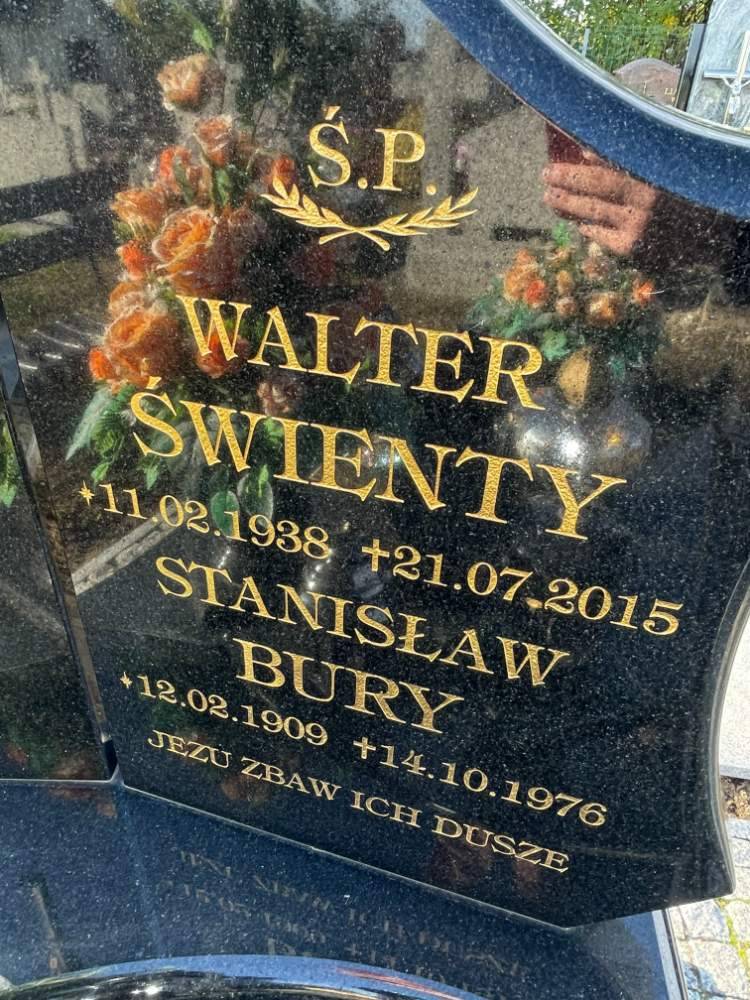 Ś.P.
WALTER
ŚWIENTY
*11.02.1938 ✝21.07.2015
STANISŁAW
BURY
*12.02.1909 ✝14.10.1976
JEZU ZBAW ICH DUSZE